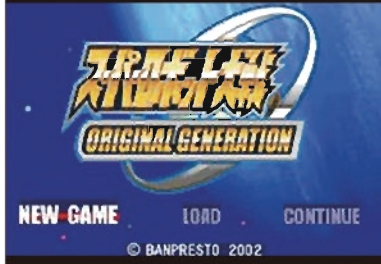 スーパーロボット大戦
ORIGINAL GENERATION
NEW GAME LOAD CONTINUE
© BANPRESTO 2002